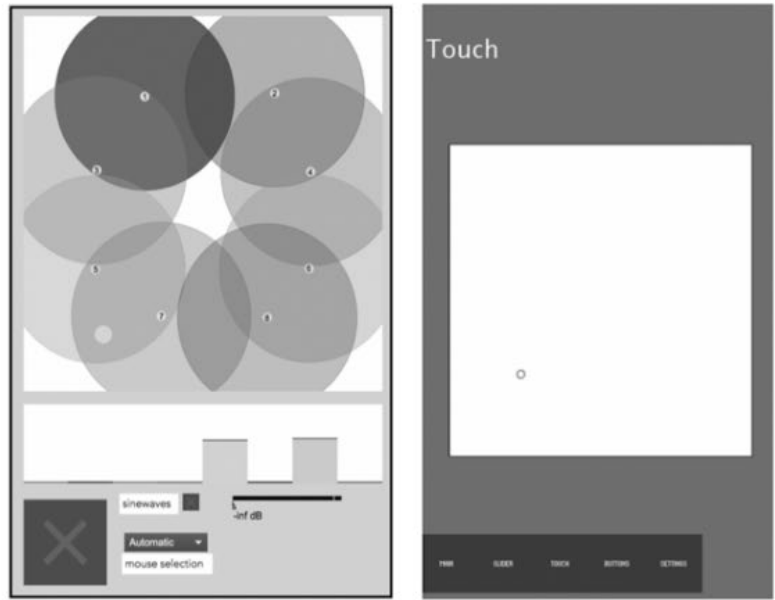 1
2
3
4
5
6
7
8
sinewaves
-inf dB
Automatic
mouse selection
Touch
MAIN
SLIDER
TOUCH
BUTTONS
SETTINGS